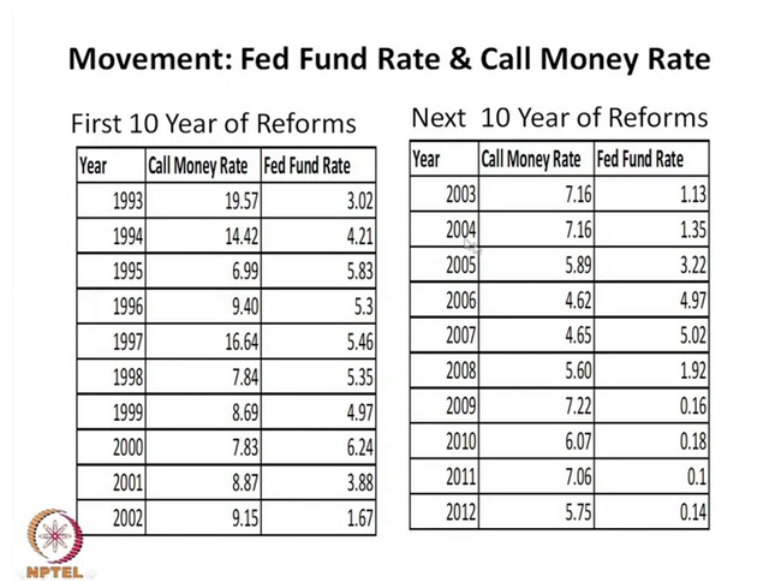 Movement: Fed Fund Rate & Call Money Rate
First 10 Year of Reforms
Year Call Money Rate Fed Fund Rate
1993 19.57 3.02
1994 14.42 4.21
1995 6.99 5.83
1996 9.40 5.3
1997 16.64 5.46
1998 7.84 5.35
1999 8.69 4.97
2000 7.83 6.24
2001 8.87 3.88
2002 9.15 1.67
Next 10 Year of Reforms
Year Call Money Rate Fed Fund Rate
2003 7.16 1.13
2004 7.16 1.35
2005 5.89 3.22
2006 4.62 4.97
2007 4.65 5.02
2008 5.60 1.92
2009 7.22 0.16
2010 6.07 0.18
2011 7.06 0.1
2012 5.75 0.14
NPTEL